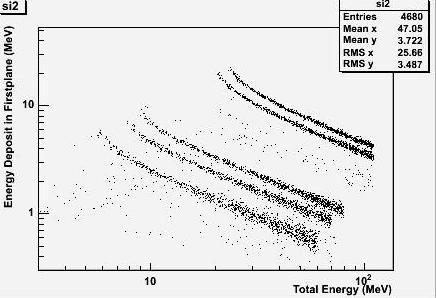 si2
si2
Entries 4680
Mean x 47.05
Mean y 3.722
RMS x 25.66
RMS y 3.487
Energy Deposit in Firstplane (MeV)
10
1
10
10²
Total Energy (MeV)